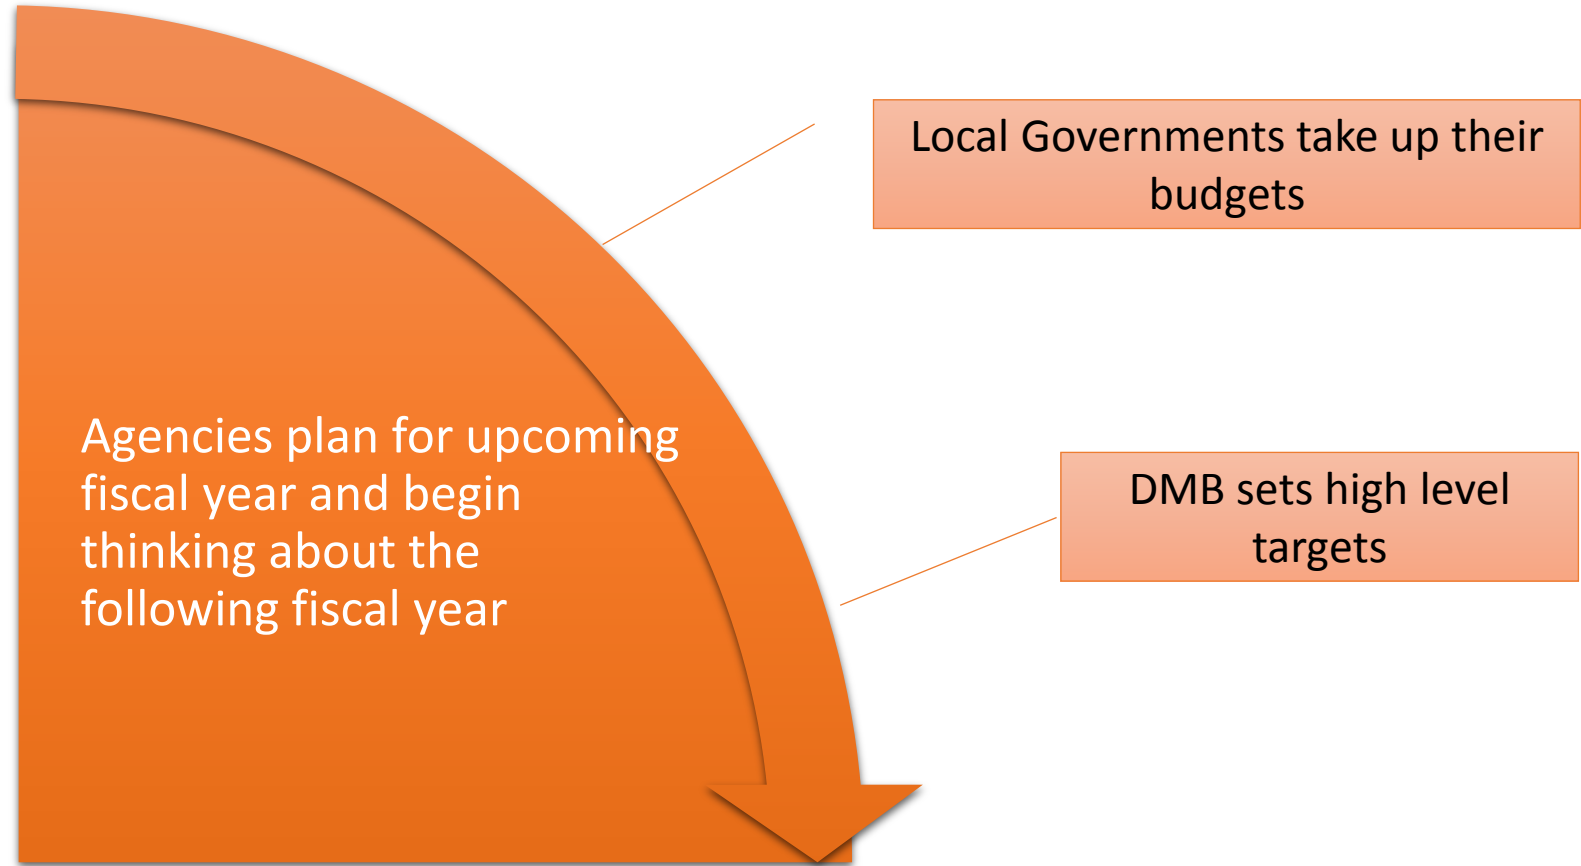 Local Governments take up their
budgets
Agencies plan for upcoming
fiscal year and begin
thinking about the
following fiscal year
DMB sets high level
targets